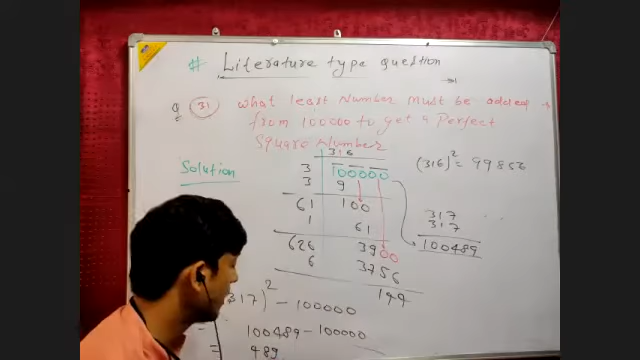 # Literature type question
Q 31 What least Number must be added
from 100000 to get a Perfect
Square Number
Solution
316
3 100000 (316)² = 99856
3 9
61 100 317
1 61 317
626 3900 100489
6 3756
144
317)² - 100000
100489 - 100000
= 489